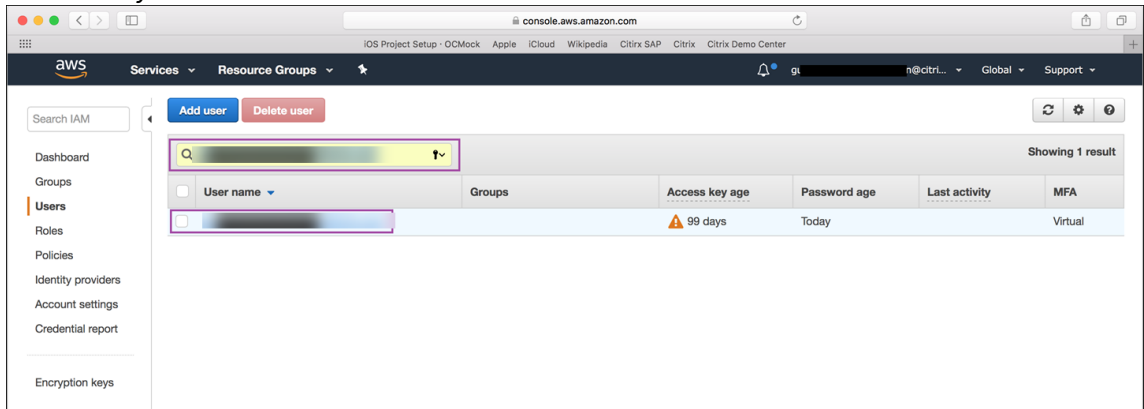 console.aws.amazon.com
iOS Project Setup · OCMock Apple iCloud Wikipedia Citirx SAP Citrix Citrix Demo Center
aws Services Resource Groups gu n@citri... Global Support
Search IAM
Add user Delete user
Dashboard
Groups
Users
Roles
Policies
Identity providers
Account settings
Credential report
Encryption keys
Showing 1 result
User name Groups Access key age Password age Last activity MFA
99 days Today Virtual